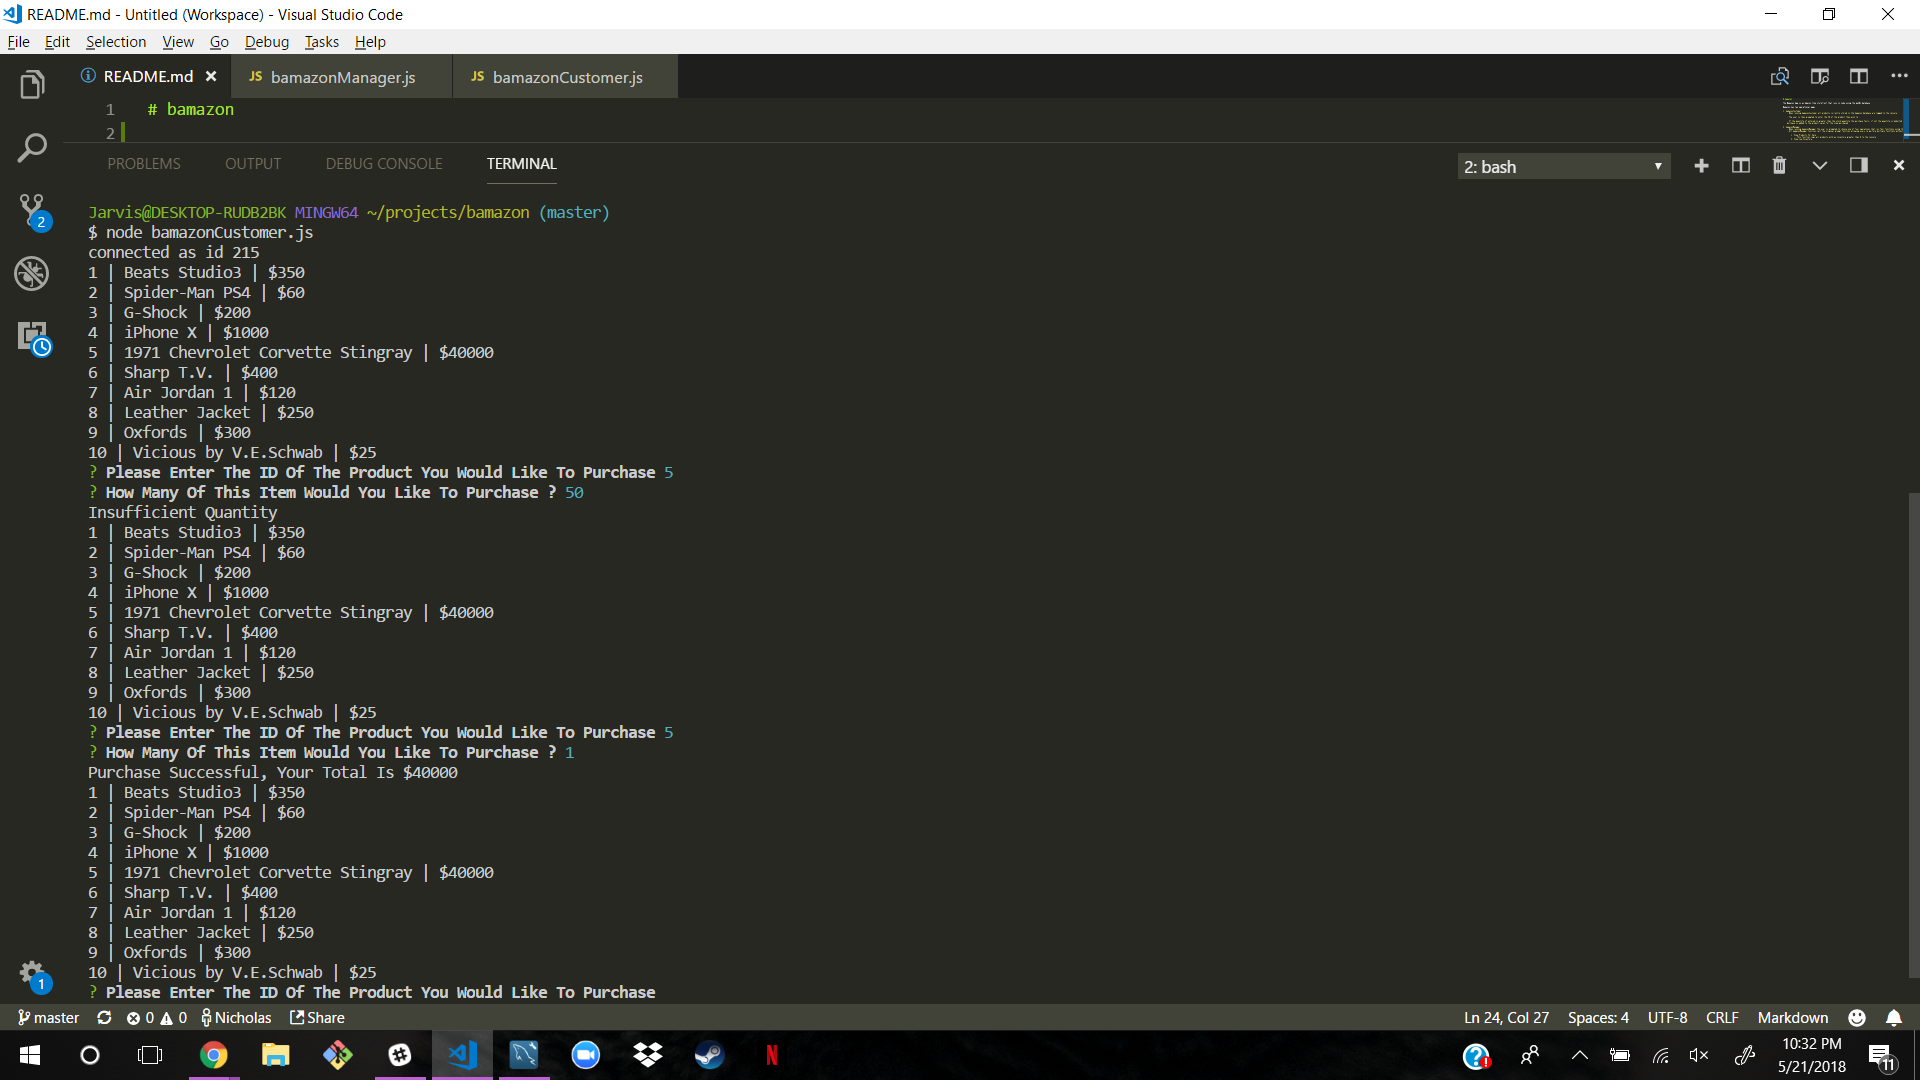 README.md - Untitled (Workspace) - Visual Studio Code
File Edit Selection View Go Debug Tasks Help
README.md JS bamazonManager.js JS bamazonCustomer.js
1 # bamazon
2
PROBLEMS OUTPUT DEBUG CONSOLE TERMINAL 2: bash
Jarvis@DESKTOP-RUDB2BK MINGW64 ~/projects/bamazon (master)
$ node bamazonCustomer.js
connected as id 215
1 | Beats Studio3 | $350
2 | Spider-Man PS4 | $60
3 | G-Shock | $200
4 | iPhone X | $1000
5 | 1971 Chevrolet Corvette Stingray | $40000
6 | Sharp T.V. | $400
7 | Air Jordan 1 | $120
8 | Leather Jacket | $250
9 | Oxfords | $300
10 | Vicious by V.E.Schwab | $25
? Please Enter The ID Of The Product You Would Like To Purchase 5
? How Many Of This Item Would You Like To Purchase ? 50
Insufficient Quantity
1 | Beats Studio3 | $350
2 | Spider-Man PS4 | $60
3 | G-Shock | $200
4 | iPhone X | $1000
5 | 1971 Chevrolet Corvette Stingray | $40000
6 | Sharp T.V. | $400
7 | Air Jordan 1 | $120
8 | Leather Jacket | $250
9 | Oxfords | $300
10 | Vicious by V.E.Schwab | $25
? Please Enter The ID Of The Product You Would Like To Purchase 5
? How Many Of This Item Would You Like To Purchase ? 1
Purchase Successful, Your Total Is $40000
1 | Beats Studio3 | $350
2 | Spider-Man PS4 | $60
3 | G-Shock | $200
4 | iPhone X | $1000
5 | 1971 Chevrolet Corvette Stingray | $40000
6 | Sharp T.V. | $400
7 | Air Jordan 1 | $120
8 | Leather Jacket | $250
9 | Oxfords | $300
10 | Vicious by V.E.Schwab | $25
? Please Enter The ID Of The Product You Would Like To Purchase
2
1
master 0 0 Nicholas Share Ln 24, Col 27 Spaces: 4 UTF-8 CRLF Markdown
10:32 PM
5/21/2018
11